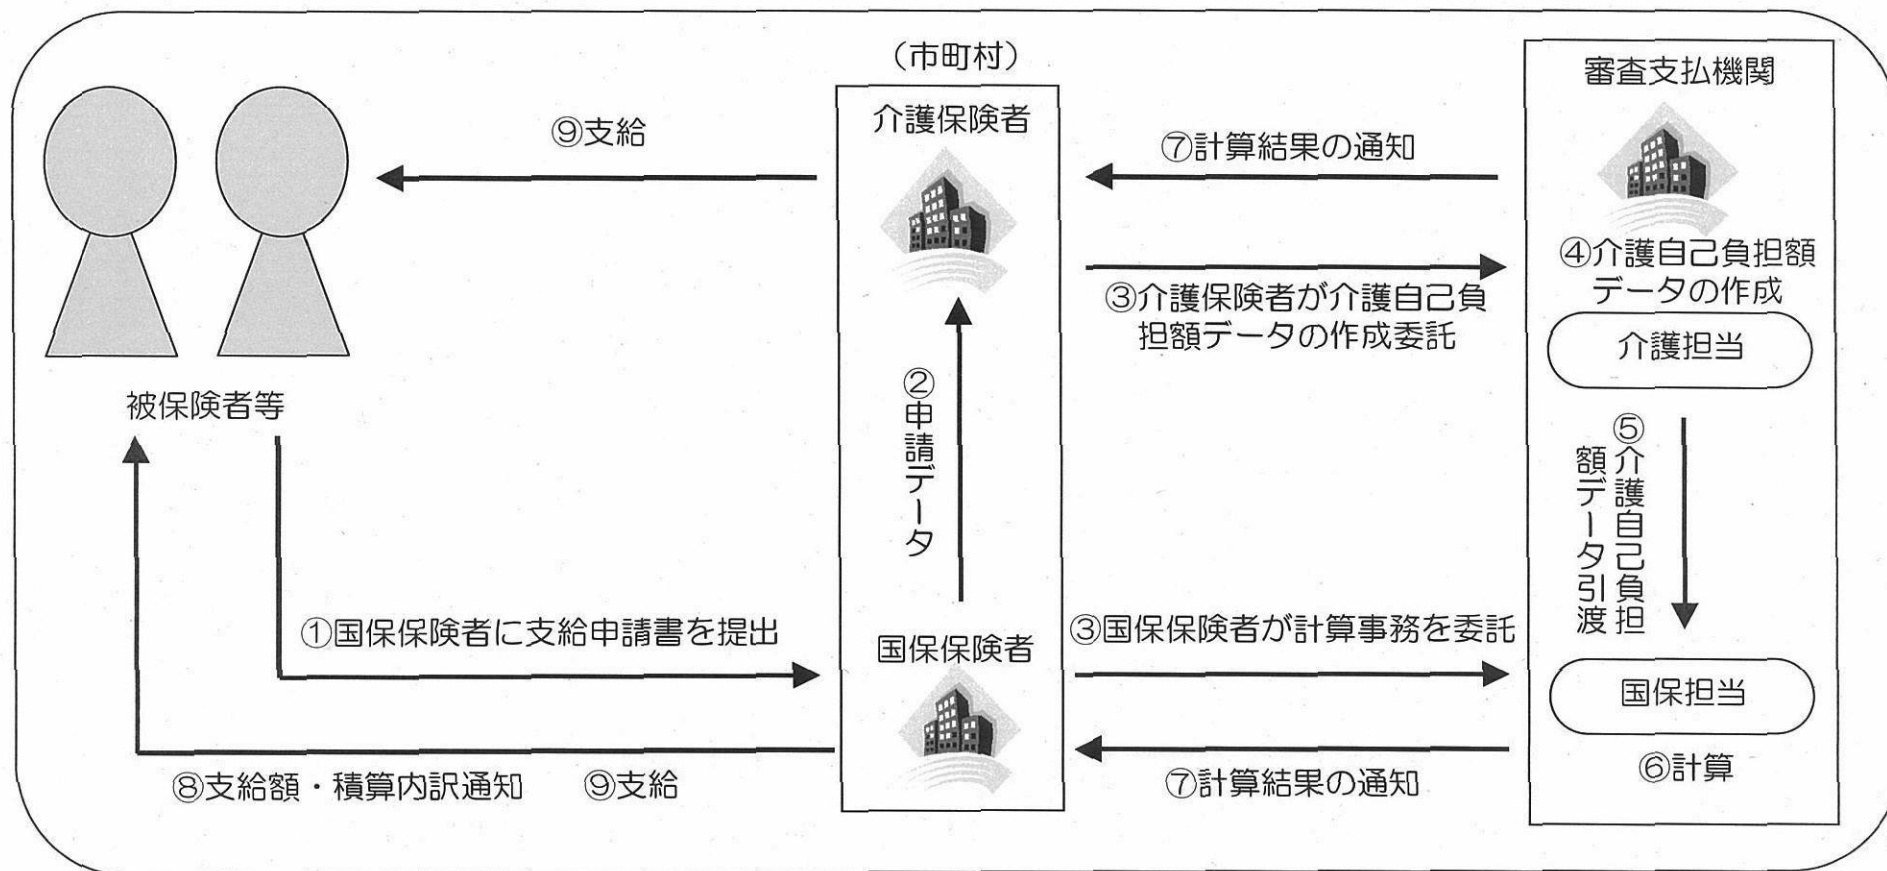 (市町村)
審査支払機関
介護保険者
⑨支給
⑦計算結果の通知
④介護自己負担額
データの作成
③介護保険者が介護自己負
担額データの作成委託
介護担当
被保険者等
②申請データ
⑤介護自己負担
額データ引渡
①国保保険者に支給申請書を提出
国保保険者
③国保保険者が計算事務を委託
国保担当
⑧支給額・積算内訳通知 ⑨支給
⑦計算結果の通知
⑥計算